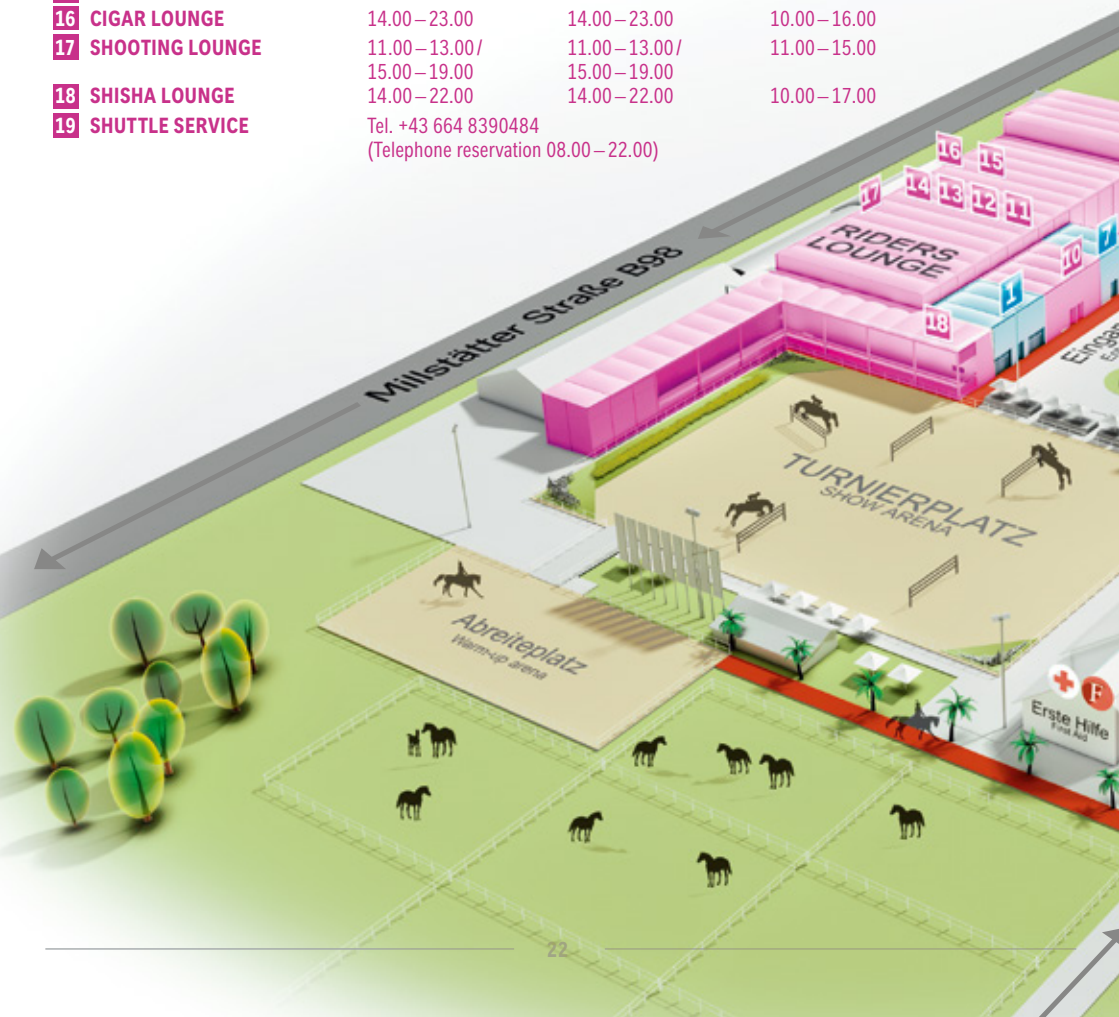 16 CIGAR LOUNGE 14.00–23.00 14.00–23.00 10.00–16.00
17 SHOOTING LOUNGE 11.00–13.00/ 11.00–13.00/ 11.00–15.00
15.00–19.00 15.00–19.00
18 SHISHA LOUNGE 14.00–22.00 14.00–22.00 10.00–17.00
19 SHUTTLE SERVICE Tel. +43 664 8390484
(Telephone reservation 08.00–22.00)
16
15
17
14
13
12
11
RIDERS
LOUNGE
10
7
1
18
Millstätter Straße B98
TURNIERPLATZ
SHOW ARENA
Abreiteplatz
Warm-up arena
F
Erste Hilfe
First Aid
22